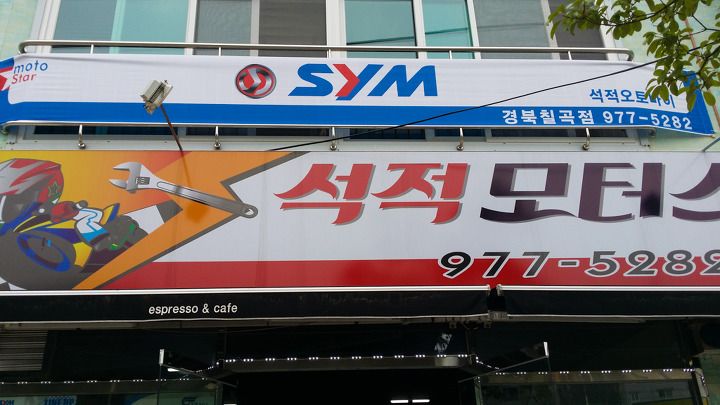 moto
Star
SYM
석적오토바이
경북칠곡점 977-5282
석적 모터스
977-5282
espresso & cafe